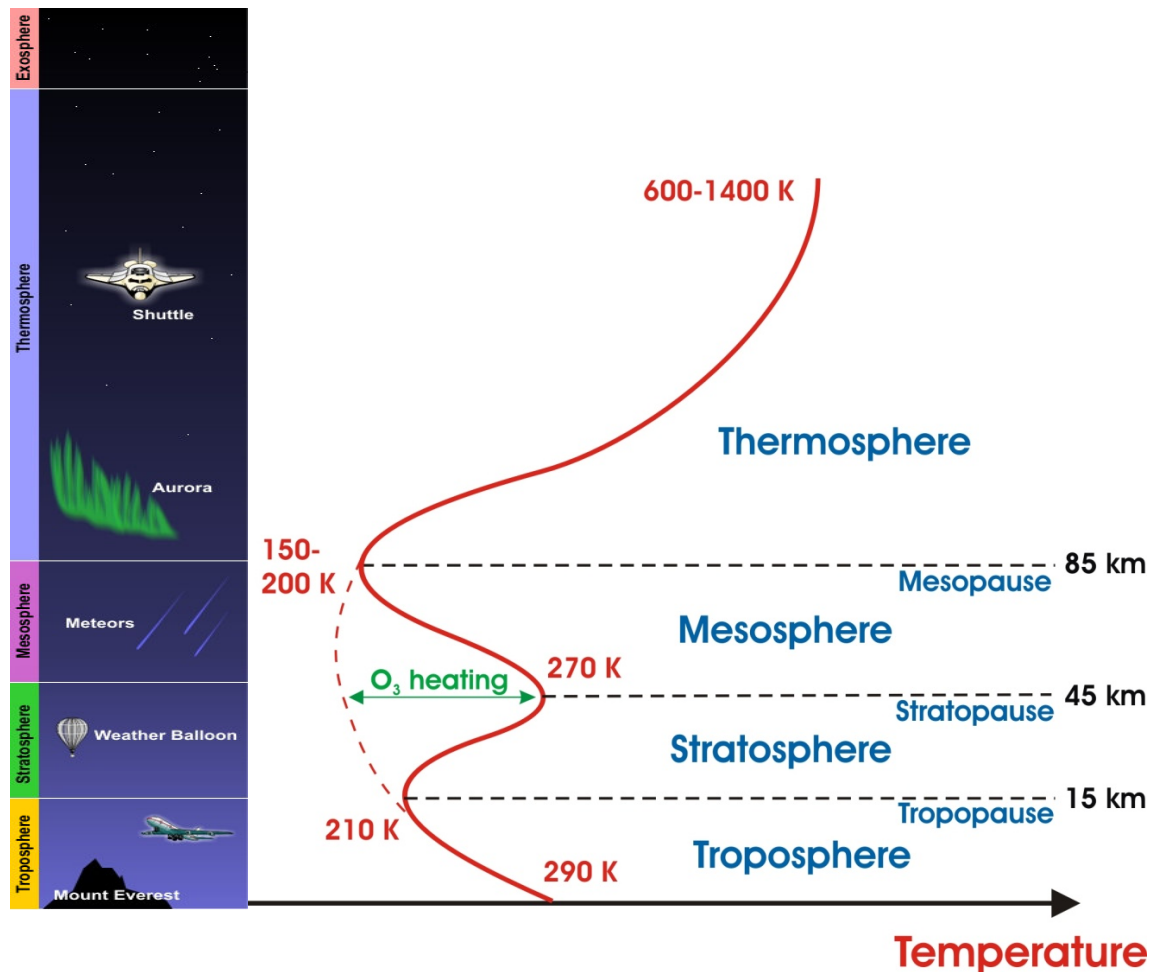 Exosphere
Thermosphere
Mesosphere
Stratosphere
Troposphere
Shuttle
Aurora
Meteors
Weather Balloon
Mount Everest
600-1400 K
Thermosphere
150-
200 K
85 km
Mesopause
Mesosphere
270 K
O₃ heating
45 km
Stratopause
Stratosphere
15 km
Tropopause
210 K
Troposphere
290 K
Temperature